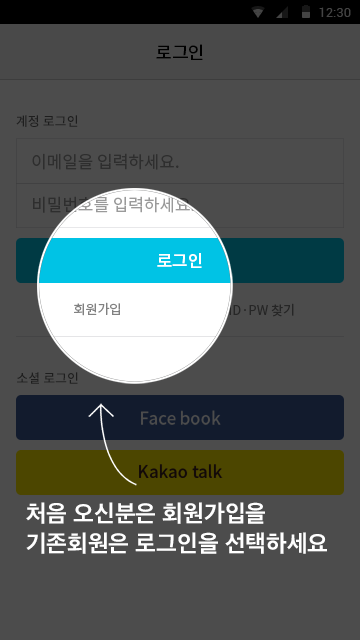 12:30
로그인
계정 로그인
이메일을 입력하세요.
비밀번호를 입력하세요.
로그인
회원가입
ID · PW 찾기
소셜 로그인
Face book
Kakao talk
처음 오신분은 회원가입을
기존회원은 로그인을 선택하세요